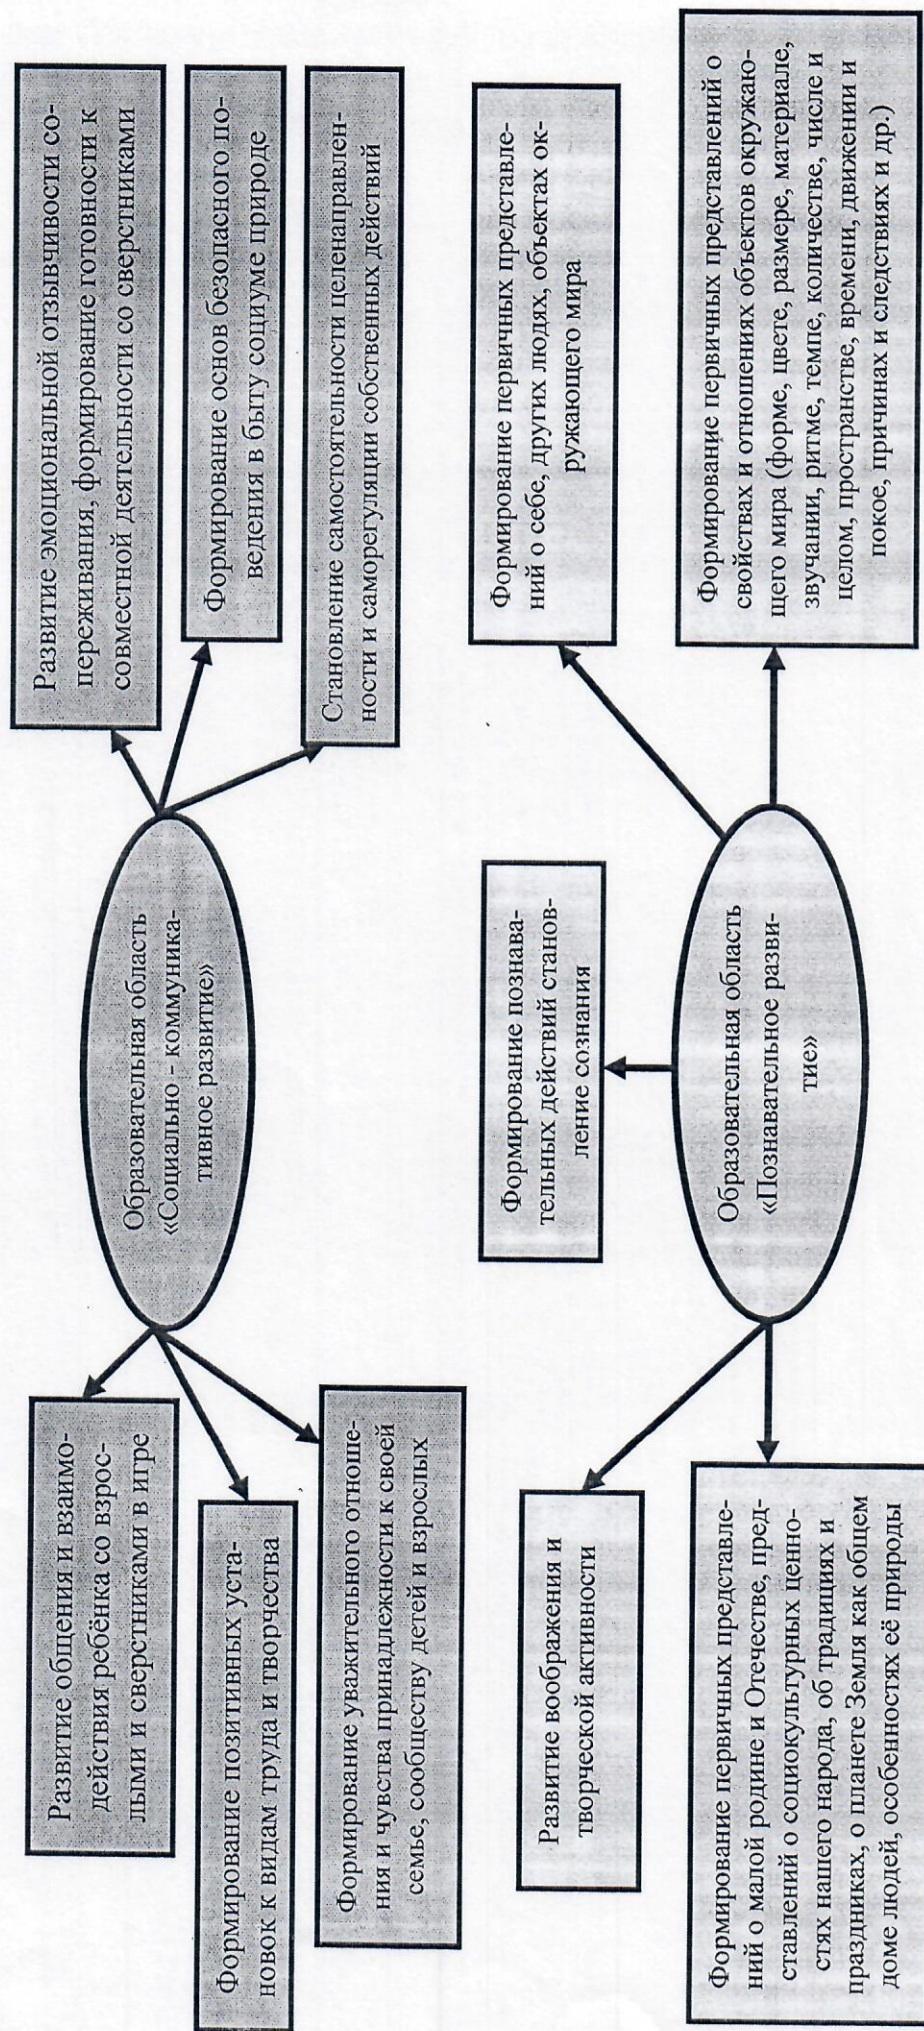 Развитие общения и взаимо-
действия ребёнка со взрос-
лыми и сверстниками в игре
Формирование позитивных уста-
новок к видам труда и творчества
Формирование уважительного отноше-
ния и чувства принадлежности к своей
семье, сообществу детей и взрослых
Образовательная область
«Социально - коммуника-
тивное развитие»
Развитие эмоциональной отзывчивости со-
переживания, формирование готовности к
совместной деятельности со сверстниками
Формирование основ безопасного по-
ведения в быту социуме природе
Становление самостоятельности целенаправлен-
ности и саморегуляции собственных действий
Развитие воображения и
творческой активности
Формирование первичных представле-
ний о малой родине и Отечестве, пред-
ставлений о социокультурных ценно-
стях нашего народа, об традициях и
праздниках, о планете Земля как общем
доме людей, особенностях её природы
Формирование познава-
тельных действий станов-
ление сознания
Образовательная область
«Познавательное разви-
тие»
Формирование первичных представле-
ний о себе, других людях, объектах ок-
ружающего мира
Формирование первичных представлений о
свойствах и отношениях объектов окружаю-
щего мира (форме, цвете, размере, материале,
звучании, ритме, темпе, количестве, числе и
целом, пространстве, времени, движении и
покое, причинах и следствиях и др.)